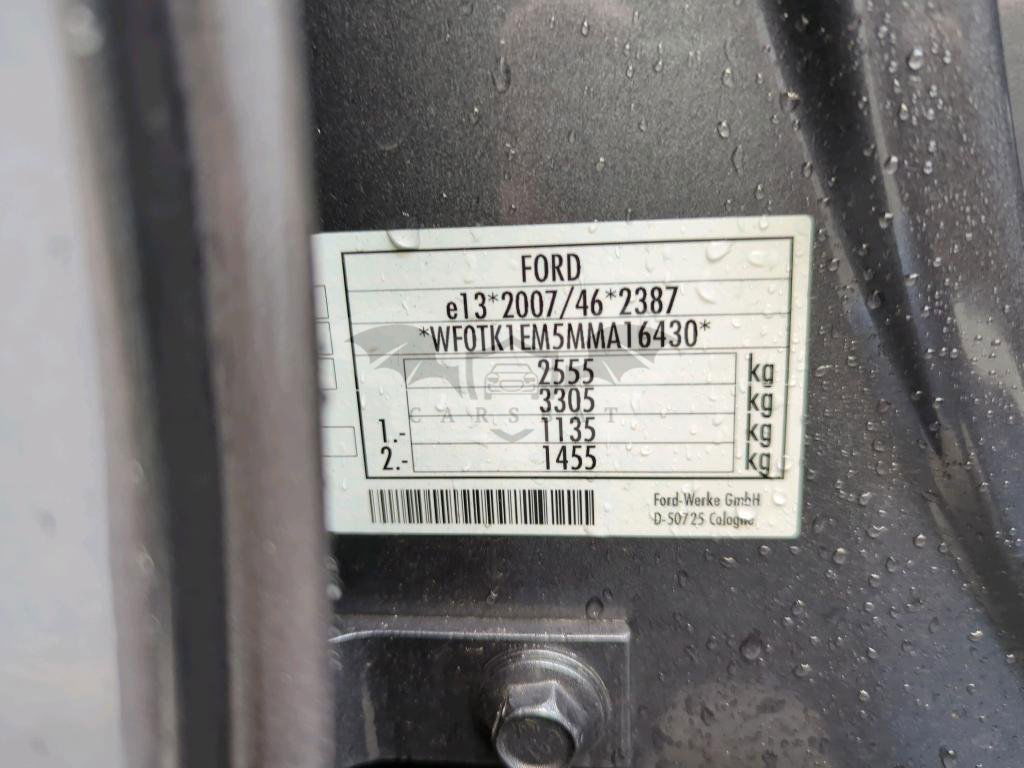 FORD
e13*2007/46*2387
*WF0TK1EM5MMA16430*
2555 kg
3305 kg
1.- 1135 kg
2.- 1455 kg
Ford-Werke GmbH
D-50725 Cologne